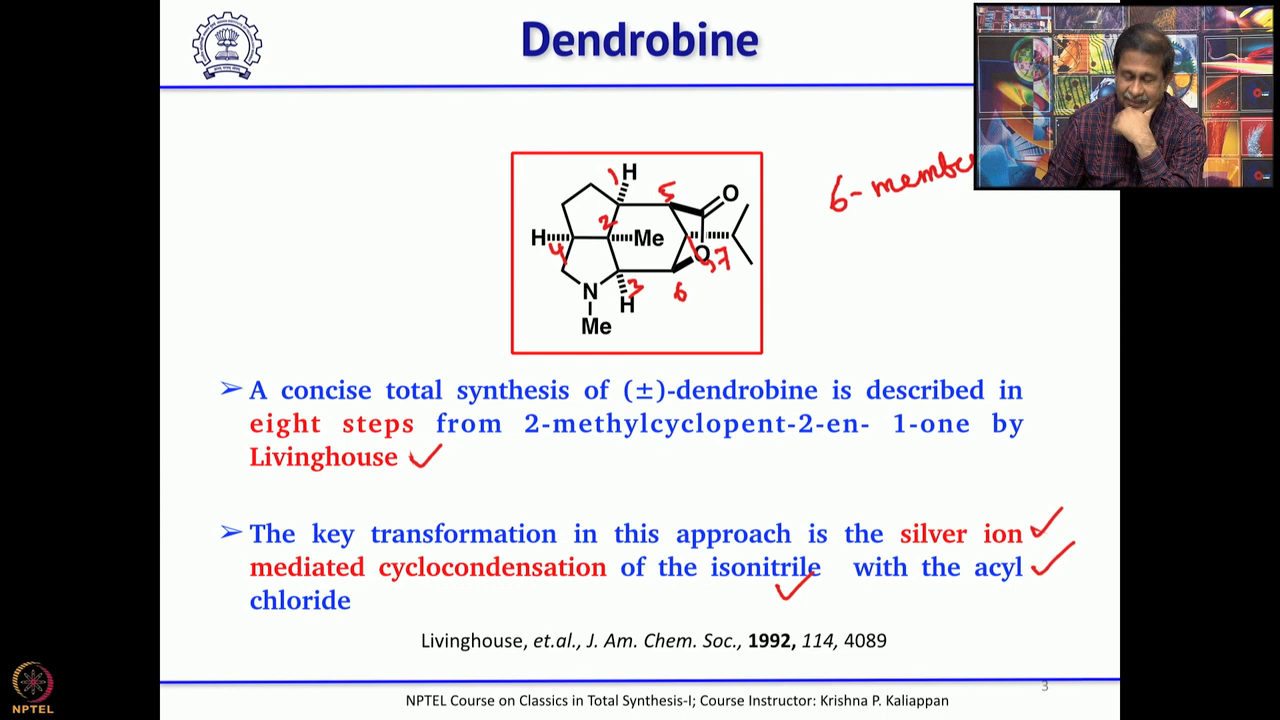 Dendrobine
6-membe
H
1
5
O
2
H
Me
4
O
7
N
3
6
H
Me
➢ A concise total synthesis of (±)-dendrobine is described in
eight steps from 2-methylcyclopent-2-en- 1-one by
Livinghouse
➢ The key transformation in this approach is the silver ion
mediated cyclocondensation of the isonitrile with the acyl
chloride
Livinghouse, et.al., J. Am. Chem. Soc., 1992, 114, 4089
3
NPTEL Course on Classics in Total Synthesis-I; Course Instructor: Krishna P. Kaliappan
NPTEL